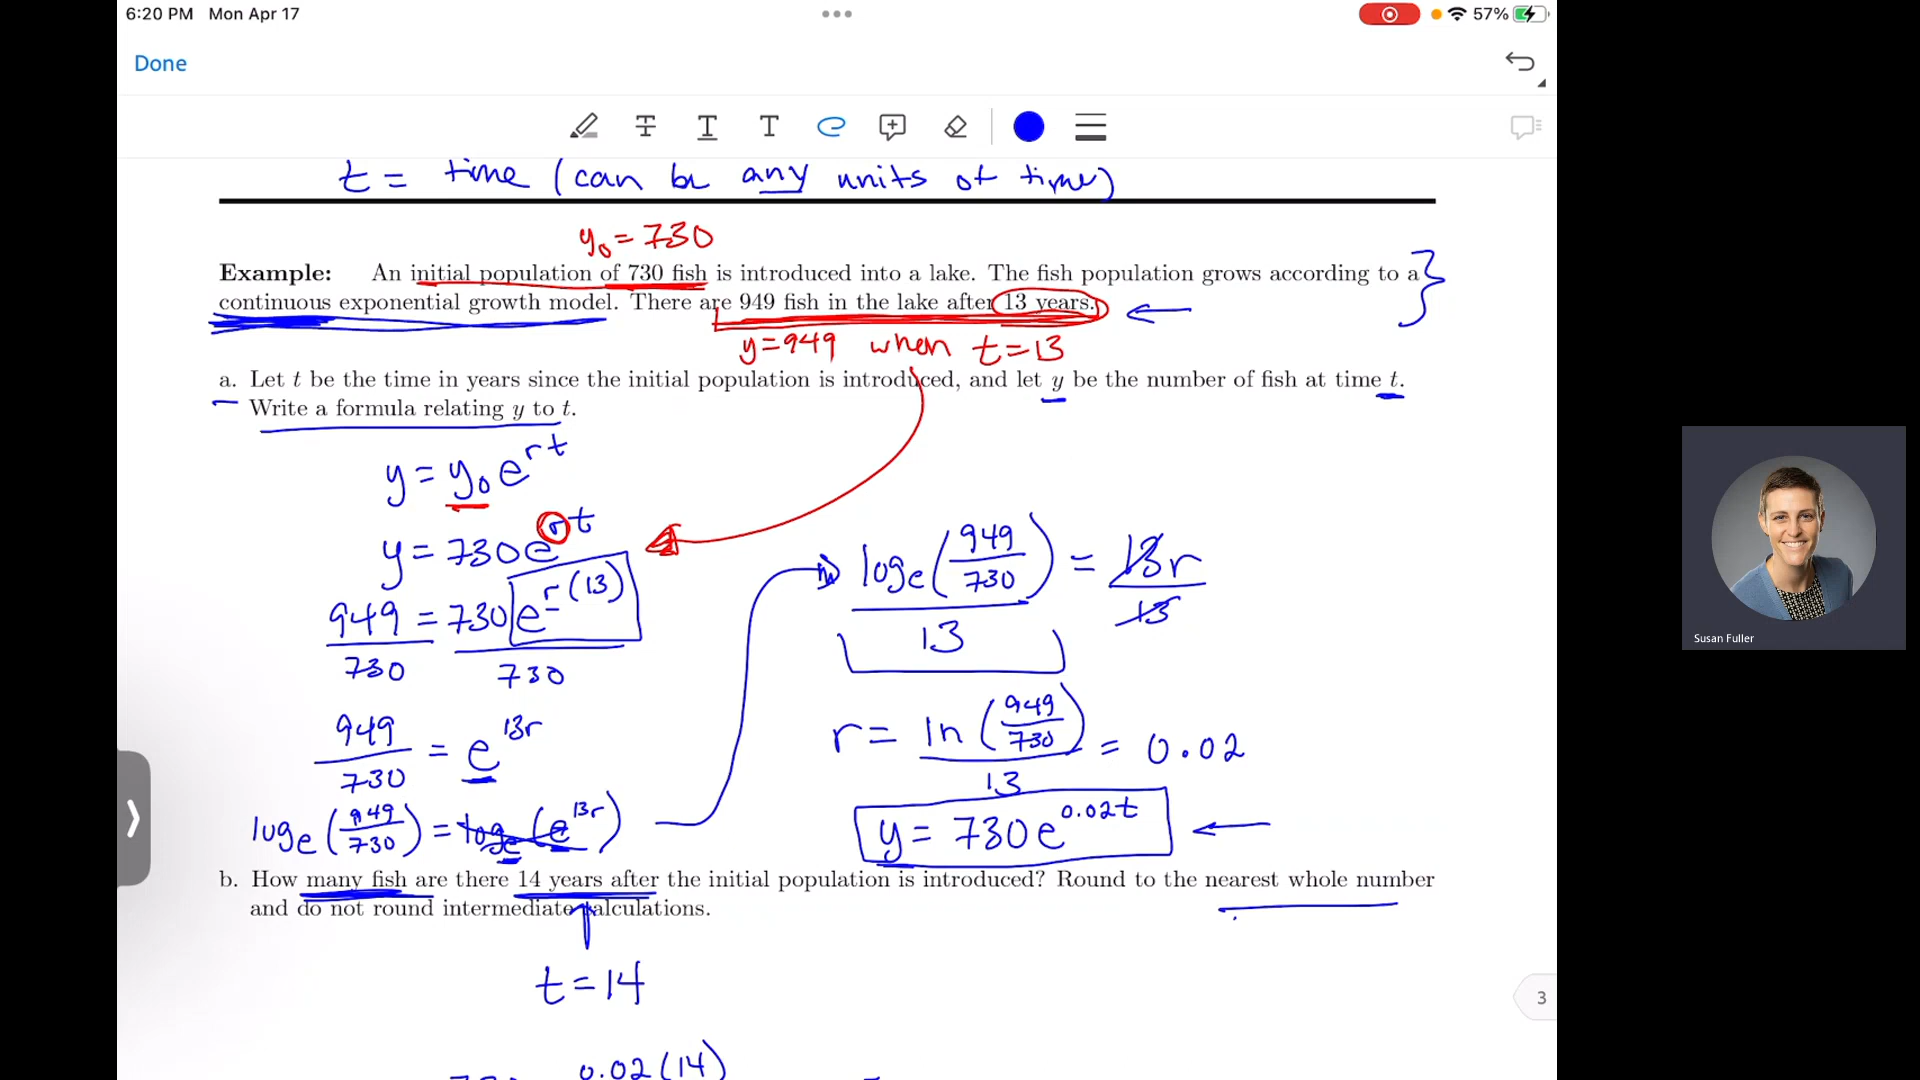 6:20 PM Mon Apr 17
57%
Done
t = time (can be any units of time)
y₀ = 730
Example: An initial population of 730 fish is introduced into a lake. The fish population grows according to a
continuous exponential growth model. There are 949 fish in the lake after 13 years.
y=949 when t=13
a. Let t be the time in years since the initial population is introduced, and let y be the number of fish at time t.
Write a formula relating y to t.
y = y₀e^(rt)
y = 730e^(rt)
949/730 = 730e^(r(13))/730
949/730 = e^(13r)
logₑ(949/730) = logₑ(e^(13r))
logₑ(949/730)/13 = 13r/13
r = ln(949/730)/13 = 0.02
y = 730e^(0.02t)
b. How many fish are there 14 years after the initial population is introduced? Round to the nearest whole number
and do not round intermediate calculations.
t = 14
0.02(14)
3
Susan Fuller